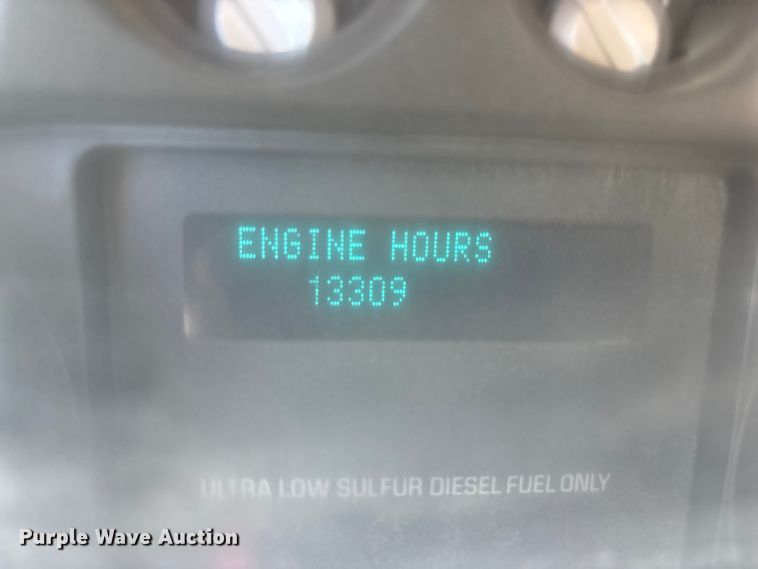 ENGINE HOURS
13309
ULTRA LOW SULFUR DIESEL FUEL ONLY
Purple Wave Auction